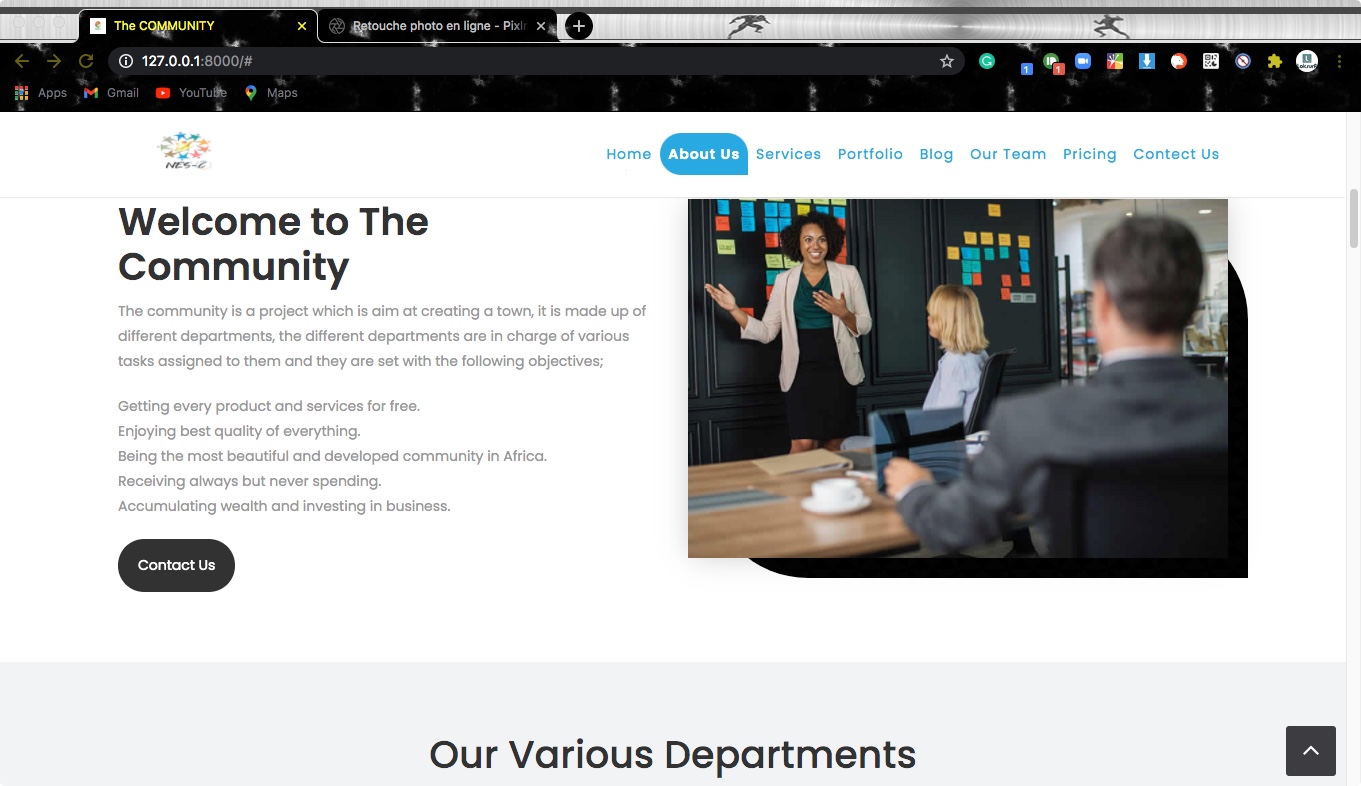 The COMMUNITY
Retouche photo en ligne - Pixlr
127.0.0.1:8000/#
1
1
Apps
Gmail
YouTube
Maps
NES-C
Home
About Us
Services
Portfolio
Blog
Our Team
Pricing
Contect Us
Welcome to The
Community
The community is a project which is aim at creating a town, it is made up of
different departments, the different departments are in charge of various
tasks assigned to them and they are set with the following objectives;
Getting every product and services for free.
Enjoying best quality of everything.
Being the most beautiful and developed community in Africa.
Receiving always but never spending.
Accumulating wealth and investing in business.
Contact Us
Our Various Departments